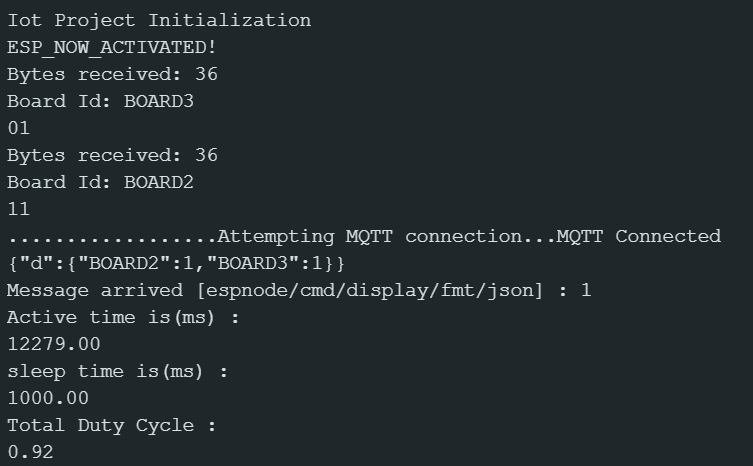 Iot Project Initialization
ESP_NOW_ACTIVATED!
Bytes received: 36
Board Id: BOARD3
01
Bytes received: 36
Board Id: BOARD2
11
..................Attempting MQTT connection...MQTT Connected
{"d":{"BOARD2":1,"BOARD3":1}}
Message arrived [espnode/cmd/display/fmt/json] : 1
Active time is(ms) :
12279.00
sleep time is(ms) :
1000.00
Total Duty Cycle :
0.92